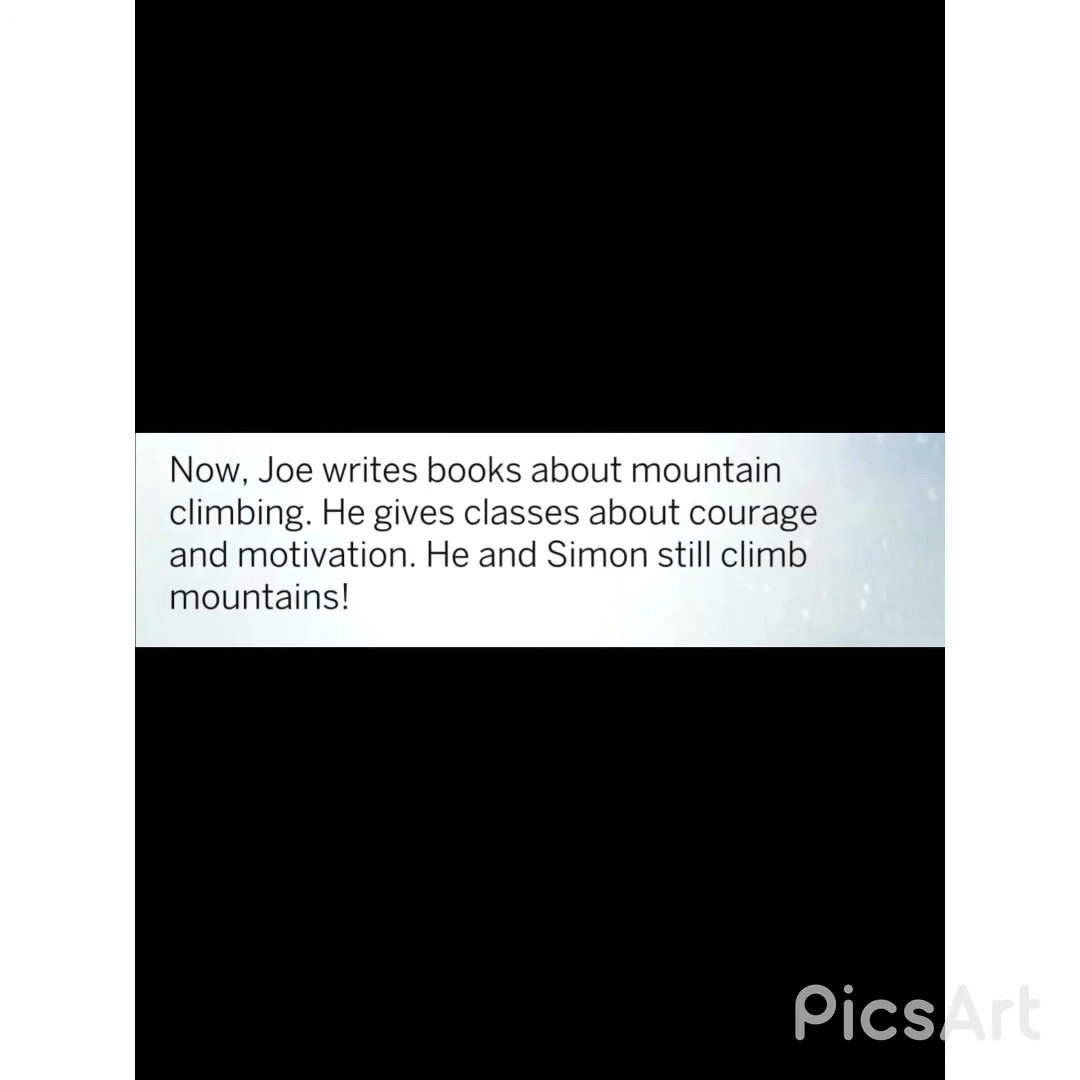 Now, Joe writes books about mountain
climbing. He gives classes about courage
and motivation. He and Simon still climb
mountains!
PicsArt